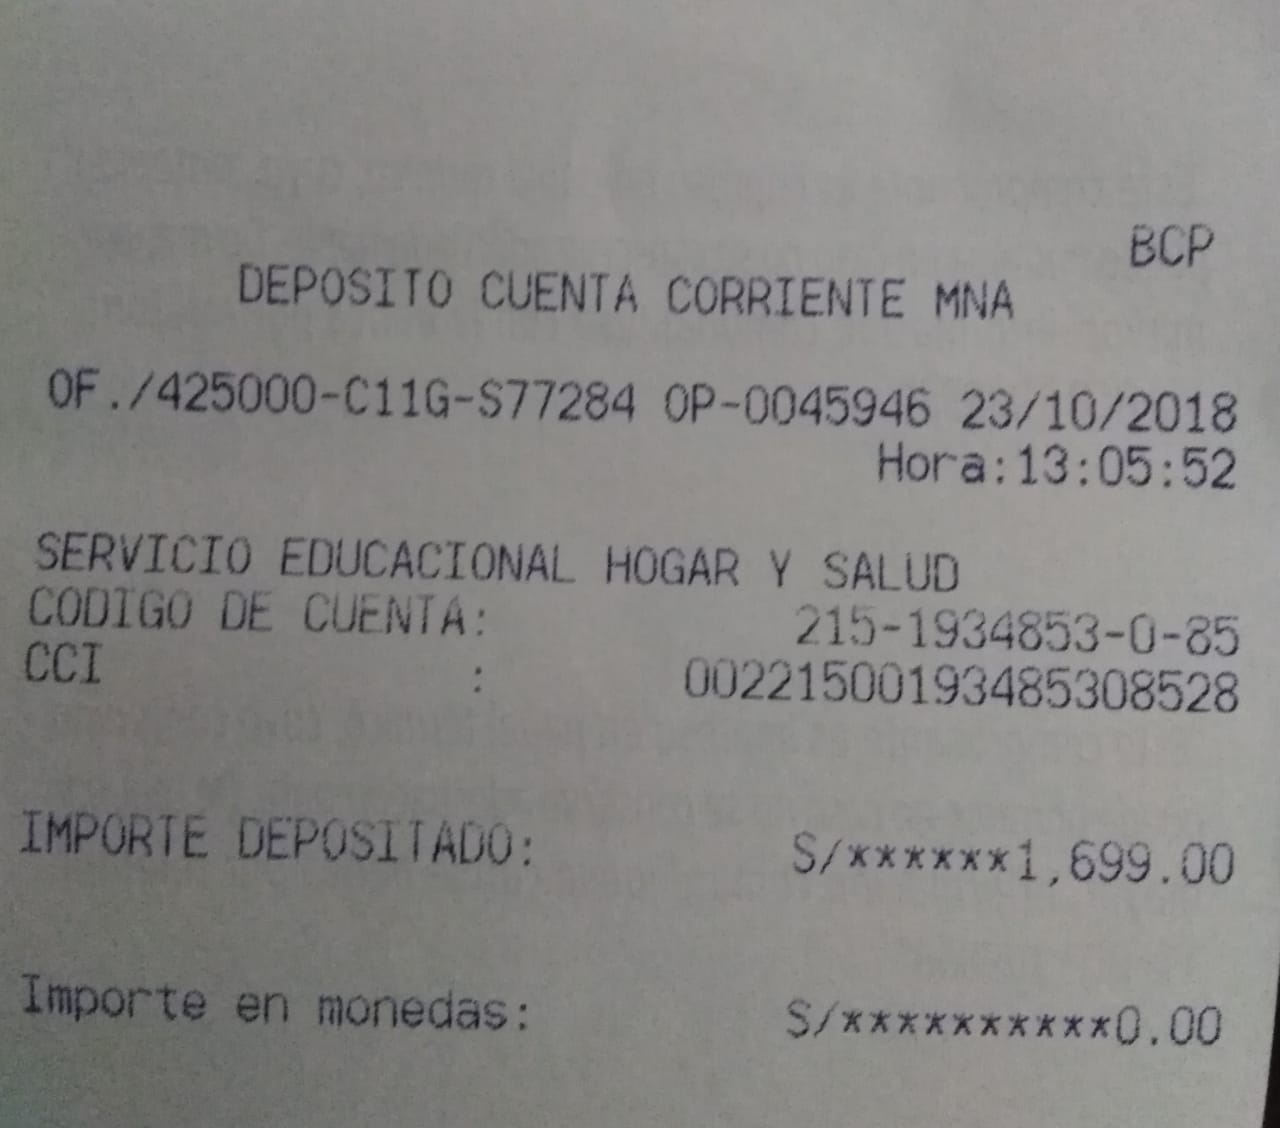 BCP
DEPOSITO CUENTA CORRIENTE MNA
OF./425000-C11G-S77284 OP-0045946 23/10/2018
Hora:13:05:52
SERVICIO EDUCACIONAL HOGAR Y SALUD
CODIGO DE CUENTA: 215-1934853-0-85
CCI : 00221500193485308528
IMPORTE DEPOSITADO: S/******1,699.00
Importe en monedas: S/**********0.00